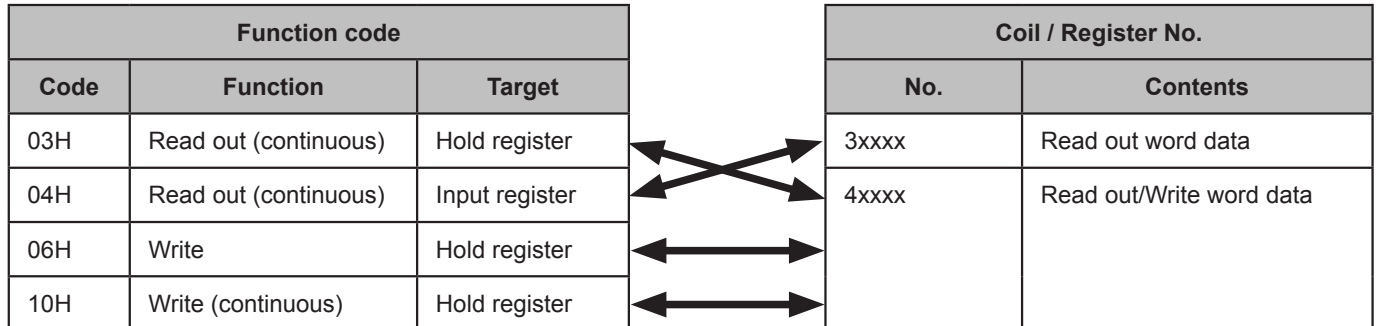 Function code
Coil / Register No.
Code Function Target
No. Contents
03H Read out (continuous) Hold register
3xxxx Read out word data
04H Read out (continuous) Input register
4xxxx Read out/Write word data
06H Write Hold register
10H Write (continuous) Hold register